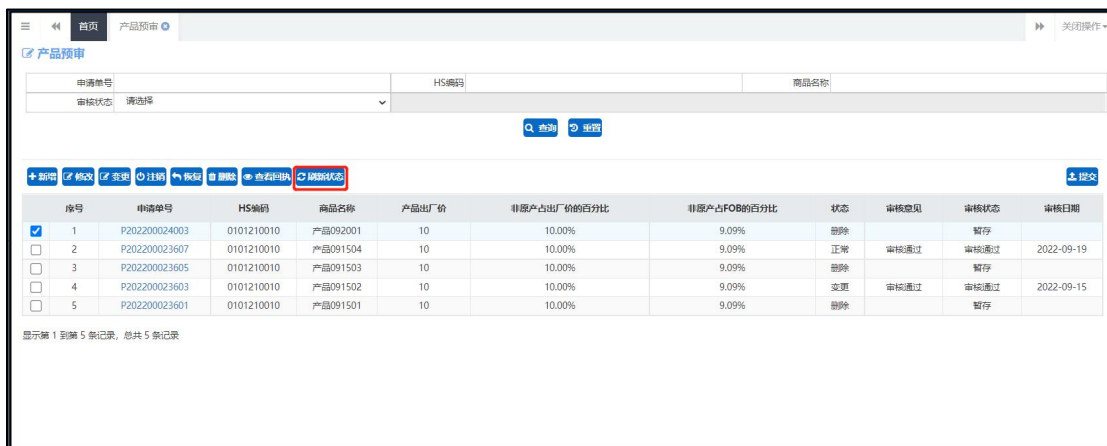 首页 产品预审 关闭操作
产品预审
申请单号 HS编码 商品名称
审核状态 请选择
查询 重置
新增 修改 变更 注销 恢复 删除 查看回执 刷新状态 提交
序号 申请单号 HS编码 商品名称 产品出厂价 非原产占出厂价的百分比 非原产占FOB的百分比 状态 审核意见 审核状态 审核日期
1 P202200024003 0101210010 产品092001 10 10.00% 9.09% 删除 暂存
2 P202200023607 0101210010 产品091504 10 10.00% 9.09% 正常 审核通过 审核通过 2022-09-19
3 P202200023605 0101210010 产品091503 10 10.00% 9.09% 删除 暂存
4 P202200023603 0101210010 产品091502 10 10.00% 9.09% 变更 审核通过 审核通过 2022-09-15
5 P202200023601 0101210010 产品091501 10 10.00% 9.09% 删除 暂存
显示第 1 到第 5 条记录，总共 5 条记录